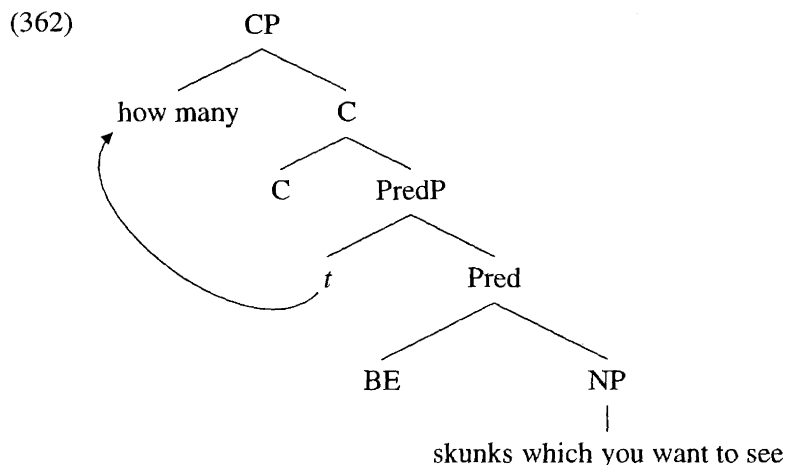 (362) CP
how many C
C PredP
t Pred
BE NP
skunks which you want to see